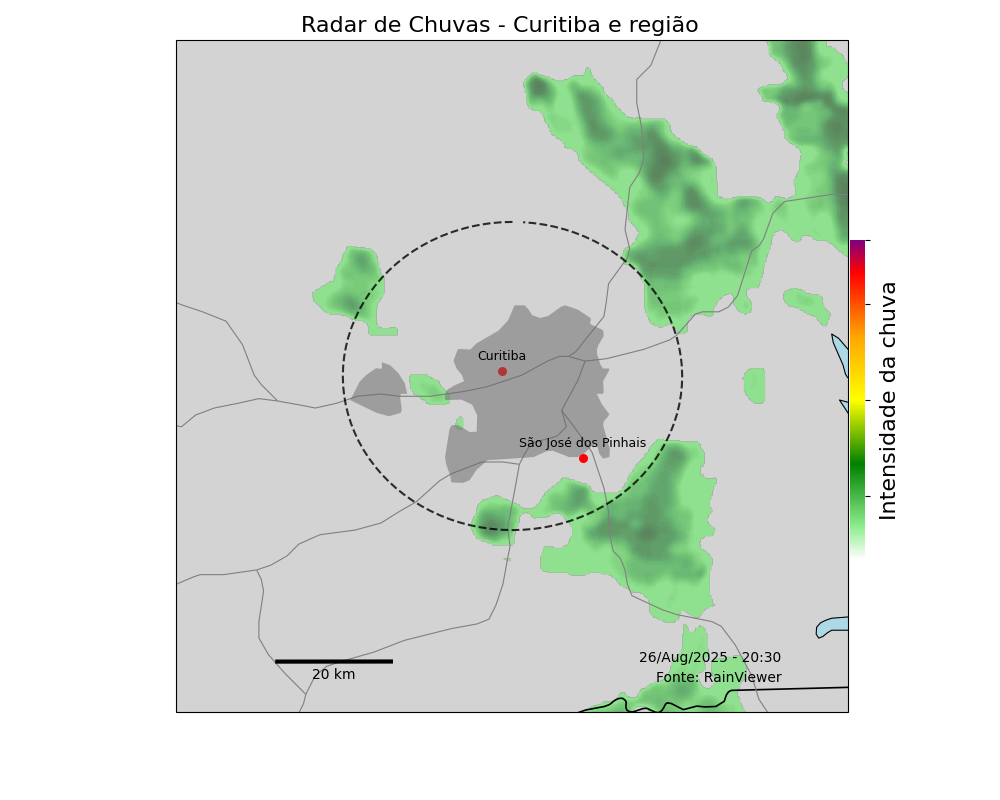 Radar de Chuvas - Curitiba e região
Curitiba
São José dos Pinhais
Intensidade da chuva
26/Aug/2025 - 20:30
20 km
Fonte: RainViewer